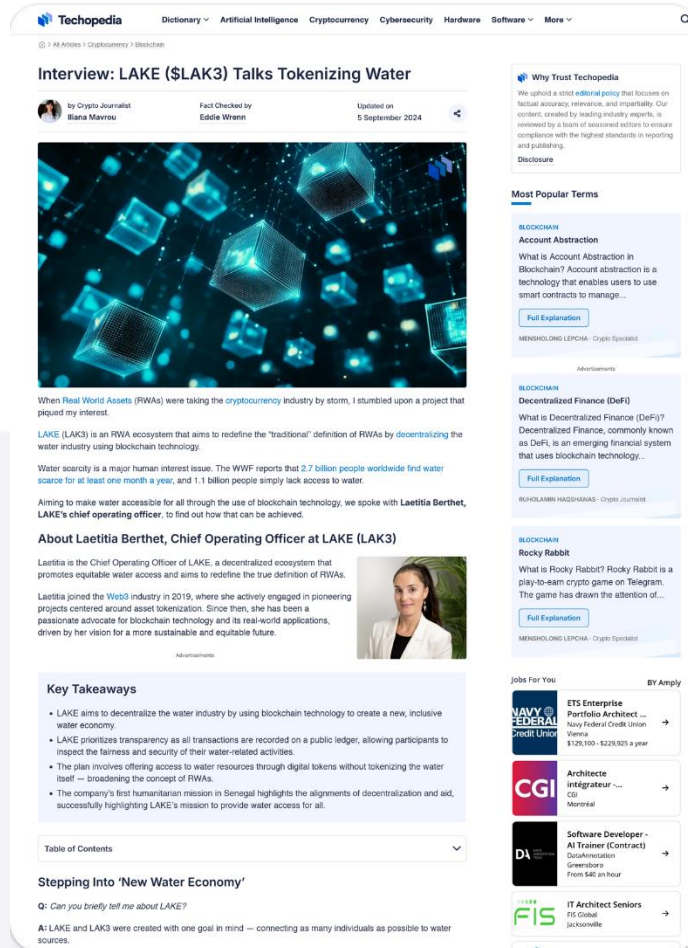 Techopedia
Dictionary Artificial Intelligence Cryptocurrency Cybersecurity Hardware Software More
> All Articles > Cryptocurrency > Blockchain
Interview: LAKE ($LAK3) Talks Tokenizing Water
by Crypto Journalist
Iliana Mavrou
Fact Checked by
Eddie Wrenn
Updated on
5 September 2024
When Real World Assets (RWAs) were taking the cryptocurrency industry by storm, I stumbled upon a project that
piqued my interest.
LAKE (LAK3) is an RWA ecosystem that aims to redefine the "traditional" definition of RWAs by decentralizing the
water industry using blockchain technology.
Water scarcity is a major human interest issue. The WWF reports that 2.7 billion people worldwide find water
scarce for at least one month a year, and 1.1 billion people simply lack access to water.
Aiming to make water accessible for all through the use of blockchain technology, we spoke with Laetitia Berthet,
LAKE's chief operating officer, to find out how that can be achieved.
About Laetitia Berthet, Chief Operating Officer at LAKE (LAK3)
Laetitia is the Chief Operating Officer of LAKE, a decentralized ecosystem that
promotes equitable water access and aims to redefine the true definition of RWAs.
Laetitia joined the Web3 industry in 2019, where she actively engaged in pioneering
projects centered around asset tokenization. Since then, she has been a
passionate advocate for blockchain technology and its real-world applications,
driven by her vision for a more sustainable and equitable future.
Advertisements
Key Takeaways
• LAKE aims to decentralize the water industry by using blockchain technology to create a new, inclusive
water economy.
• LAKE prioritizes transparency as all transactions are recorded on a public ledger, allowing participants to
inspect the fairness and security of their water-related activities.
• The plan involves offering access to water resources through digital tokens without tokenizing the water
itself — broadening the concept of RWAs.
• The company's first humanitarian mission in Senegal highlights the alignments of decentralization and aid,
successfully highlighting LAKE's mission to provide water access for all.
Table of Contents
Stepping Into 'New Water Economy'
Q: Can you briefly tell me about LAKE?
A: LAKE and LAK3 were created with one goal in mind — connecting as many individuals as possible to water
sources.
Why Trust Techopedia
We uphold a strict editorial policy that focuses on
factual accuracy, relevance, and impartiality. Our
content, created by leading industry experts, is
reviewed by a team of seasoned editors to ensure
compliance with the highest standards in reporting
and publishing.
Disclosure
Most Popular Terms
BLOCKCHAIN
Account Abstraction
What is Account Abstraction in
Blockchain? Account abstraction is a
technology that enables users to use
smart contracts to manage...
Full Explanation
MENSHOLONG LEPCHA - Crypto Specialist
Advertisements
BLOCKCHAIN
Decentralized Finance (DeFi)
What is Decentralized Finance (DeFi)?
Decentralized Finance, commonly known
as DeFi, is an emerging financial system
that uses blockchain technology...
Full Explanation
RUHOLAMIN HAQSHANAS - Crypto Journalist
BLOCKCHAIN
Rocky Rabbit
What is Rocky Rabbit? Rocky Rabbit is a
play-to-earn crypto game on Telegram.
The game has drawn the attention of...
Full Explanation
MENSHOLONG LEPCHA - Crypto Specialist
Jobs For You
BY Amply
NAVY
FEDERAL
Credit Union
ETS Enterprise
Portfolio Architect ...
Navy Federal Credit Union
Vienna
$129,100 - $229,925 a year
CGI
Architecte
intégrateur -...
CGI
Montréal
Software Developer -
AI Trainer (Contract)
DataAnnotation
Greensboro
From $40 an hour
FIS
IT Architect Seniors
FIS Global
Jacksonville